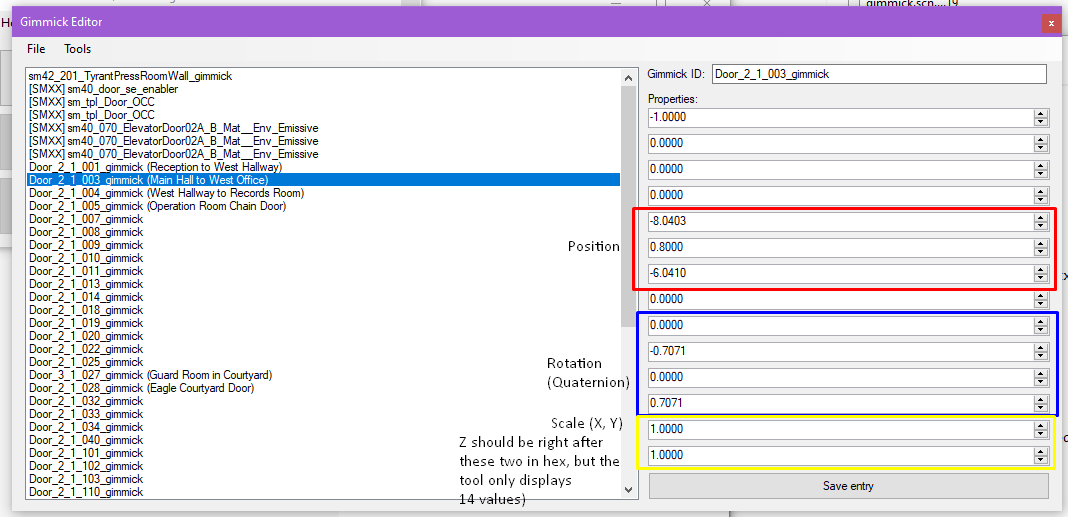 gimmick.scn....19
Gimmick Editor
x
File Tools
sm42_201_TyrantPressRoomWall_gimmick
[SMXX] sm40_door_se_enabler
[SMXX] sm_tpl_Door_OCC
[SMXX] sm_tpl_Door_OCC
[SMXX] sm40_070_ElevatorDoor02A_B_Mat__Env_Emissive
[SMXX] sm40_070_ElevatorDoor02A_B_Mat__Env_Emissive
[SMXX] sm40_070_ElevatorDoor02A_B_Mat__Env_Emissive
Door_2_1_001_gimmick (Reception to West Hallway)
Door_2_1_003_gimmick (Main Hall to West Office)
Door_2_1_004_gimmick (West Hallway to Records Room)
Door_2_1_005_gimmick (Operation Room Chain Door)
Door_2_1_007_gimmick
Door_2_1_008_gimmick
Door_2_1_009_gimmick
Door_2_1_010_gimmick
Door_2_1_011_gimmick
Door_2_1_013_gimmick
Door_2_1_014_gimmick
Door_2_1_018_gimmick
Door_2_1_019_gimmick
Door_2_1_020_gimmick
Door_2_1_022_gimmick
Door_2_1_025_gimmick
Door_3_1_027_gimmick (Guard Room in Courtyard)
Door_2_1_028_gimmick (Eagle Courtyard Door)
Door_2_1_032_gimmick
Door_2_1_033_gimmick
Door_2_1_034_gimmick
Door_2_1_040_gimmick
Door_2_1_101_gimmick
Door_2_1_102_gimmick
Door_2_1_103_gimmick
Door_2_1_110_gimmick
Position
Rotation
(Quaternion)
Scale (X, Y)
Z should be right after
these two in hex, but the
tool only displays
14 values)
Gimmick ID: Door_2_1_003_gimmick
Properties:
-1.0000
0.0000
0.0000
0.0000
-8.0403
0.8000
-6.0410
0.0000
0.0000
-0.7071
0.0000
0.7071
1.0000
1.0000
Save entry